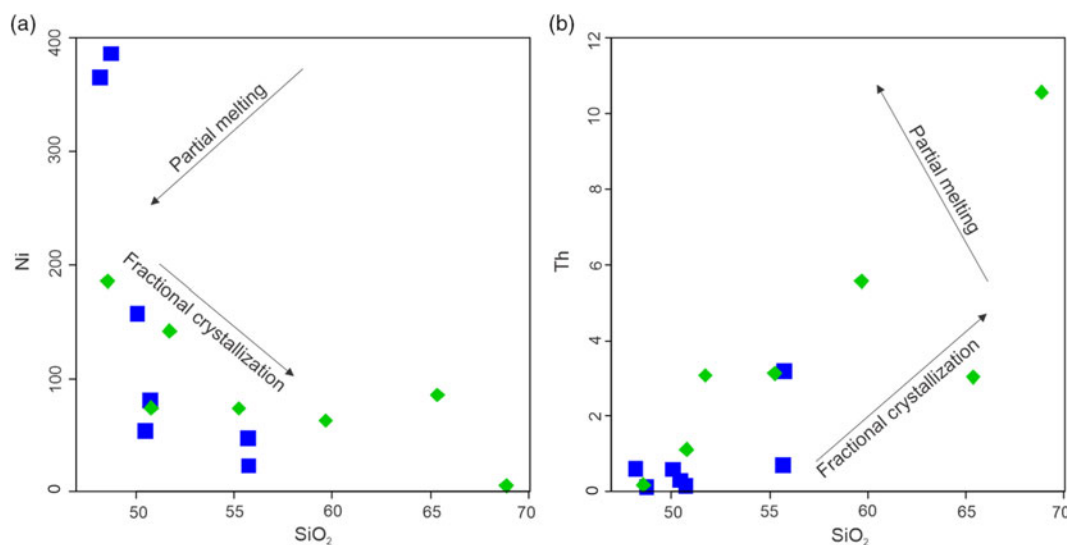 (a)
400
300
200
100
0
Ni
Partial melting
Fractional crystallization
50 55 60 65 70
SiO₂
(b)
12
10
8
6
4
2
0
Th
Partial melting
Fractional crystallization
50 55 60 65 70
SiO₂